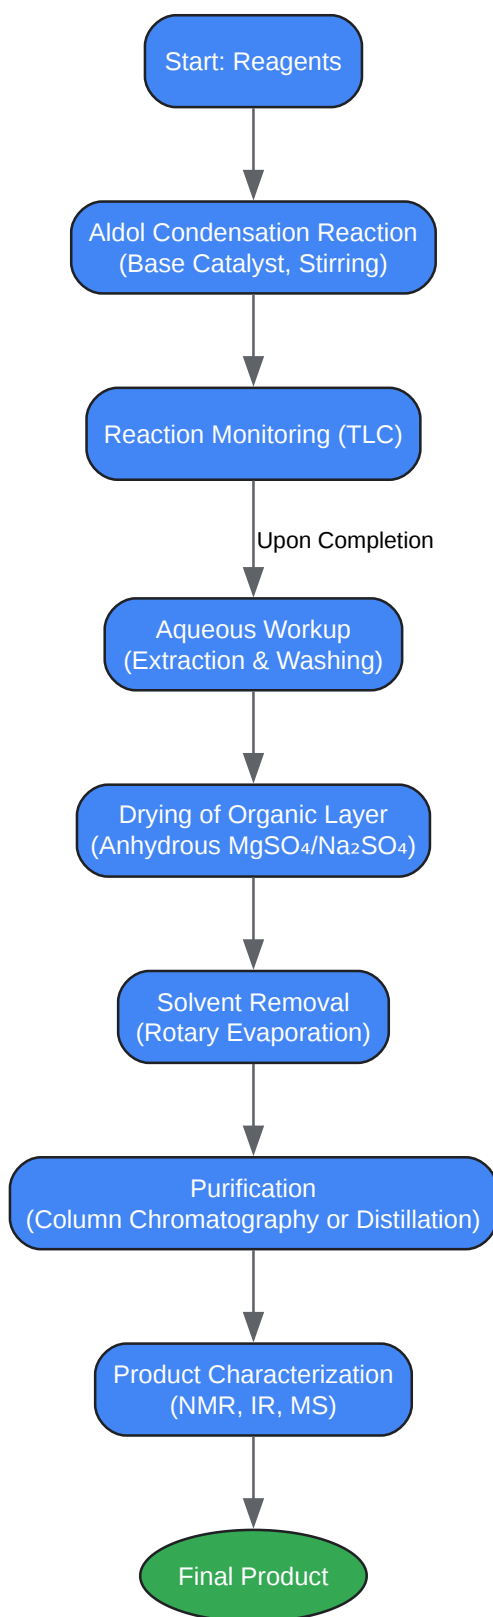 Start: Reagents
Aldol Condensation Reaction
(Base Catalyst, Stirring)
Reaction Monitoring (TLC)
Upon Completion
Aqueous Workup
(Extraction & Washing)
Drying of Organic Layer
(Anhydrous MgSO₄/Na₂SO₄)
Solvent Removal
(Rotary Evaporation)
Purification
(Column Chromatography or Distillation)
Product Characterization
(NMR, IR, MS)
Final Product